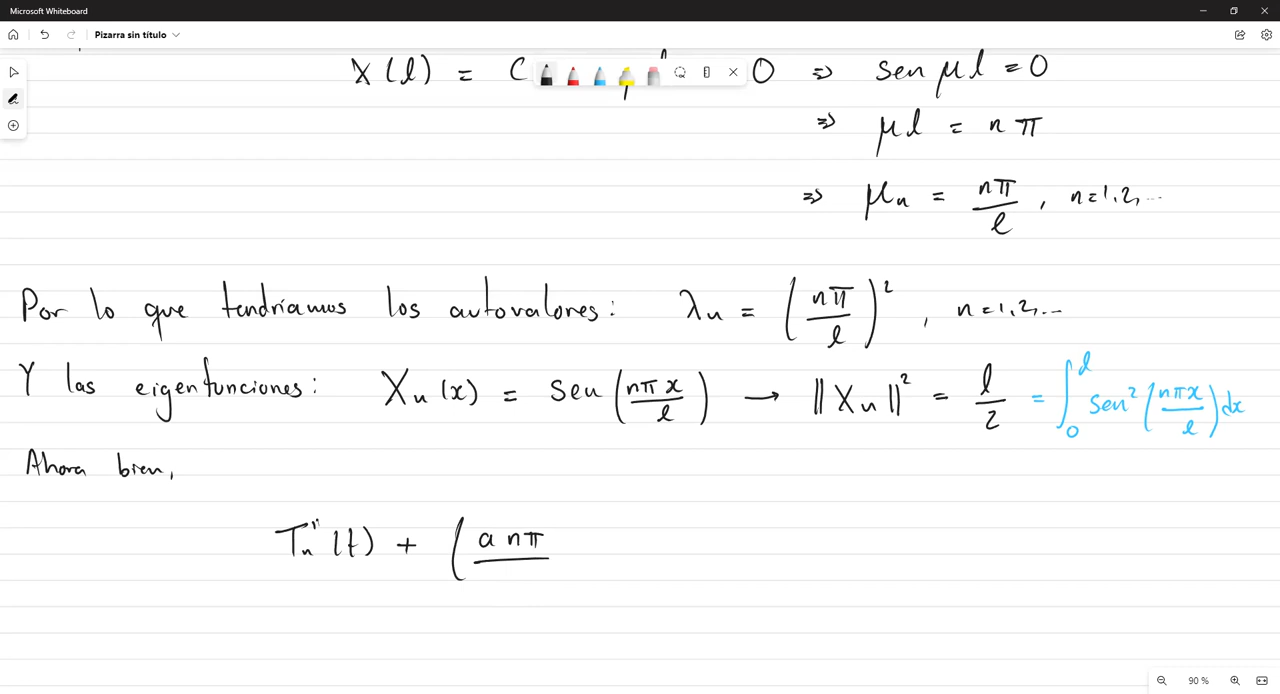 Microsoft Whiteboard
Pizarra sin título
X(l) = C 0 ⇒ sen μl = 0
⇒ μl = nπ
⇒ μₙ = nπ/l , n=1,2,...
Por lo que tendríamos los autovalores: λₙ = (nπ/l)² , n=1,2,...
Y las eigenfunciones: Xₙ(x) = sen(nπx/l) → ||Xₙ||² = l/2 = ∫₀ˡ sen²(nπx/l)dx
Ahora bien,
Tₙ''(t) + (anπ
90 %